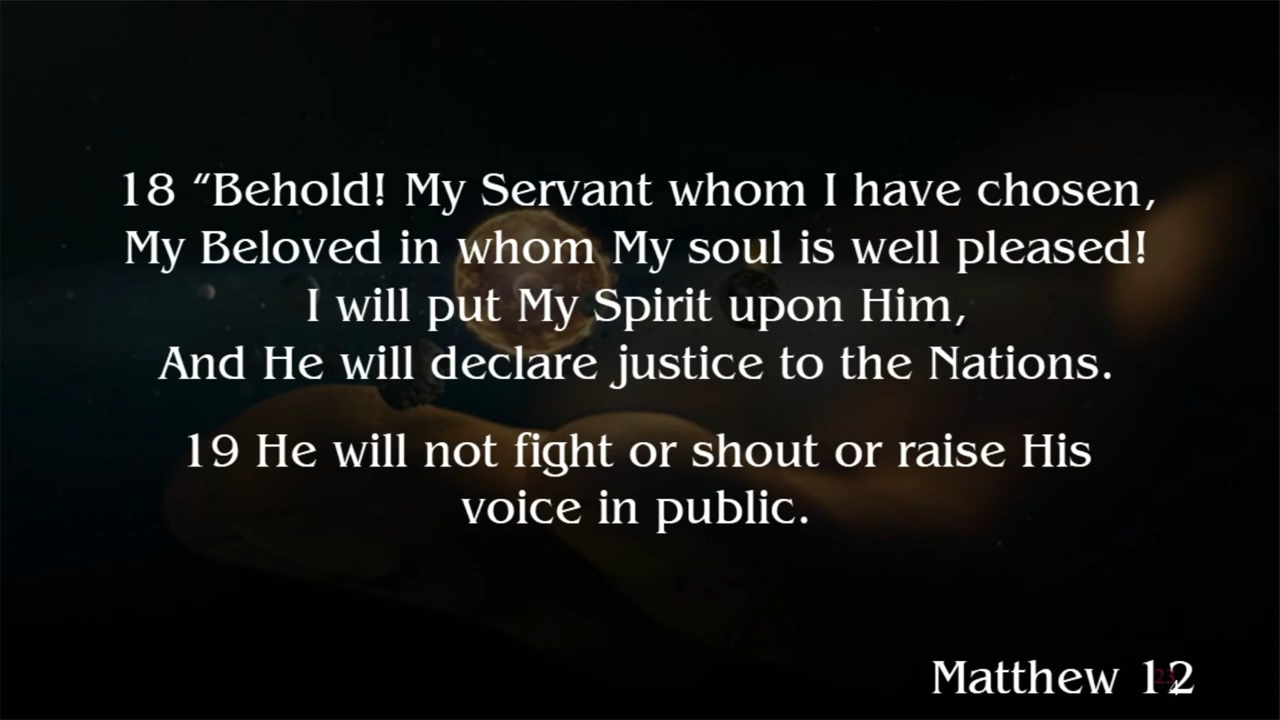 18 “Behold! My Servant whom I have chosen,
My Beloved in whom My soul is well pleased!
I will put My Spirit upon Him,
And He will declare justice to the Nations.
19 He will not fight or shout or raise His
voice in public.
Matthew 12